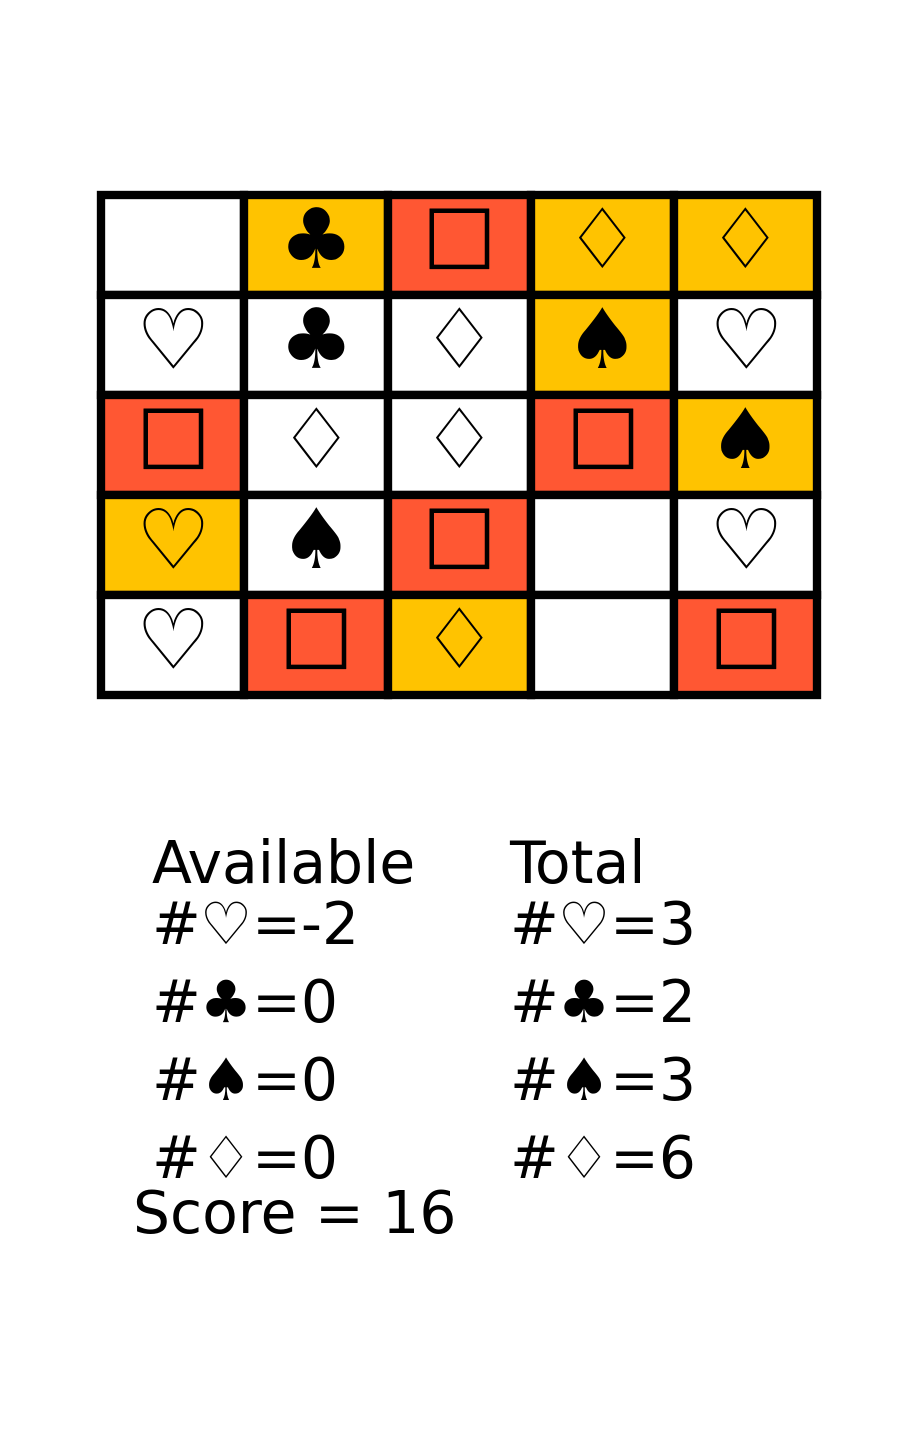 ♣ □ ♢ ♢
♡ ♣ ♢ ♠ ♡
□ ♢ ♢ □ ♠
♡ ♠ □ ♡
♡ □ ♢ □
Available Total
#♡=-2 #♡=3
#♣=0 #♣=2
#♠=0 #♠=3
#♢=0 #♢=6
Score = 16